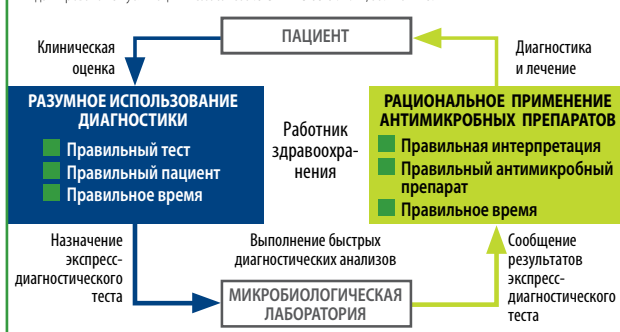 ПАЦИЕНТ
Клиническая
оценка
Диагностика
и лечение
РАЗУМНОЕ ИСПОЛЬЗОВАНИЕ
ДИАГНОСТИКИ
Правильный тест
Правильный пациент
Правильное время
Работник
здравоохра-
нения
РАЦИОНАЛЬНОЕ ПРИМЕНЕНИЕ
АНТИМИКРОБНЫХ ПРЕПАРАТОВ
Правильная интерпретация
Правильный антимикробный
препарат
Правильное время
Назначение
экспресс-
диагностического
теста
Выполнение быстрых
диагностических анализов
МИКРОБИОЛОГИЧЕСКАЯ
ЛАБОРАТОРИЯ
Сообщение
результатов
экспресс-
диагностического
теста